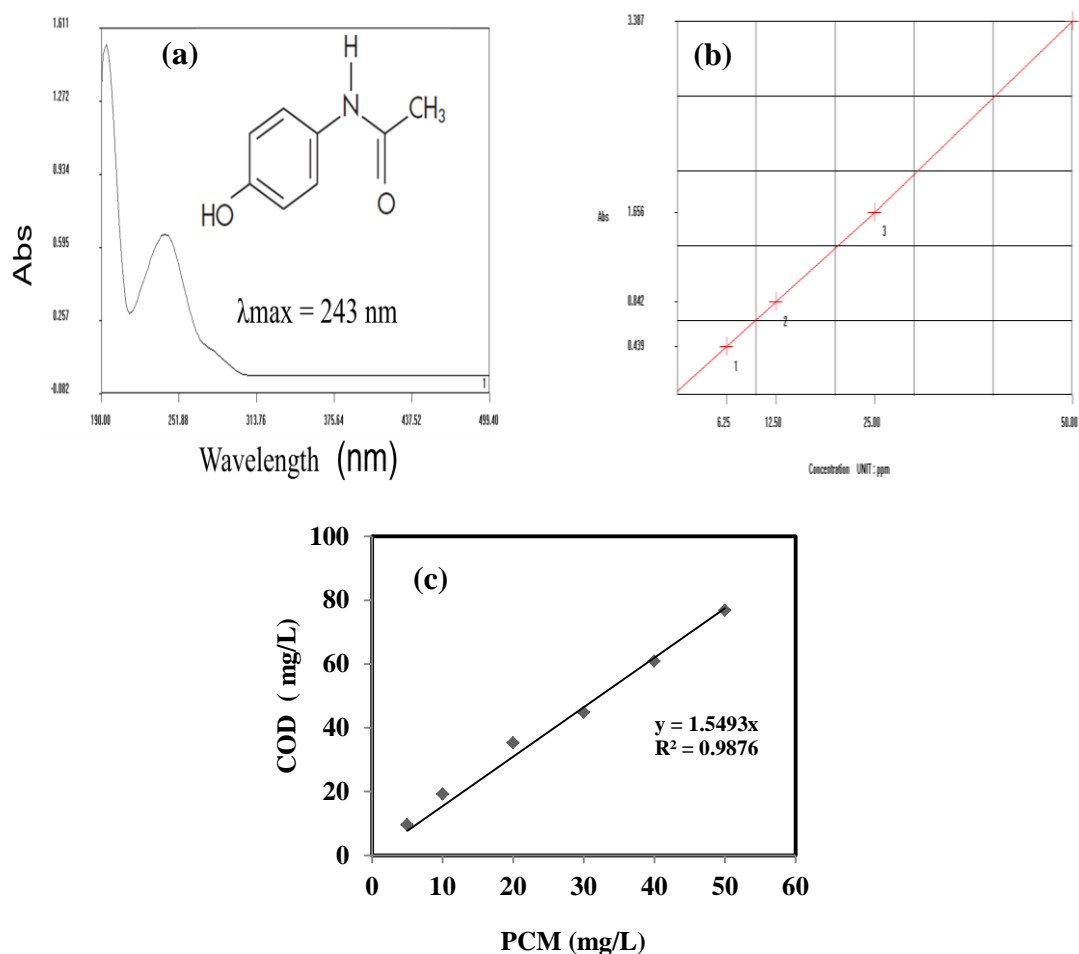 (a)
1.611
1.272
0.934
0.595
0.257
-0.082
Abs
H
N
CH3
O
HO
λmax = 243 nm
1
190.00 251.88 313.76 375.64 437.52 499.40
Wavelength (nm)
(b)
3.387
1.656
0.842
0.439
Abs
1
2
3
6.25 12.50 25.00 50.00
Concentration UNIT : ppm
(c)
100
80
60
40
20
0
COD ( mg/L)
y = 1.5493x
R² = 0.9876
0 10 20 30 40 50 60
PCM (mg/L)